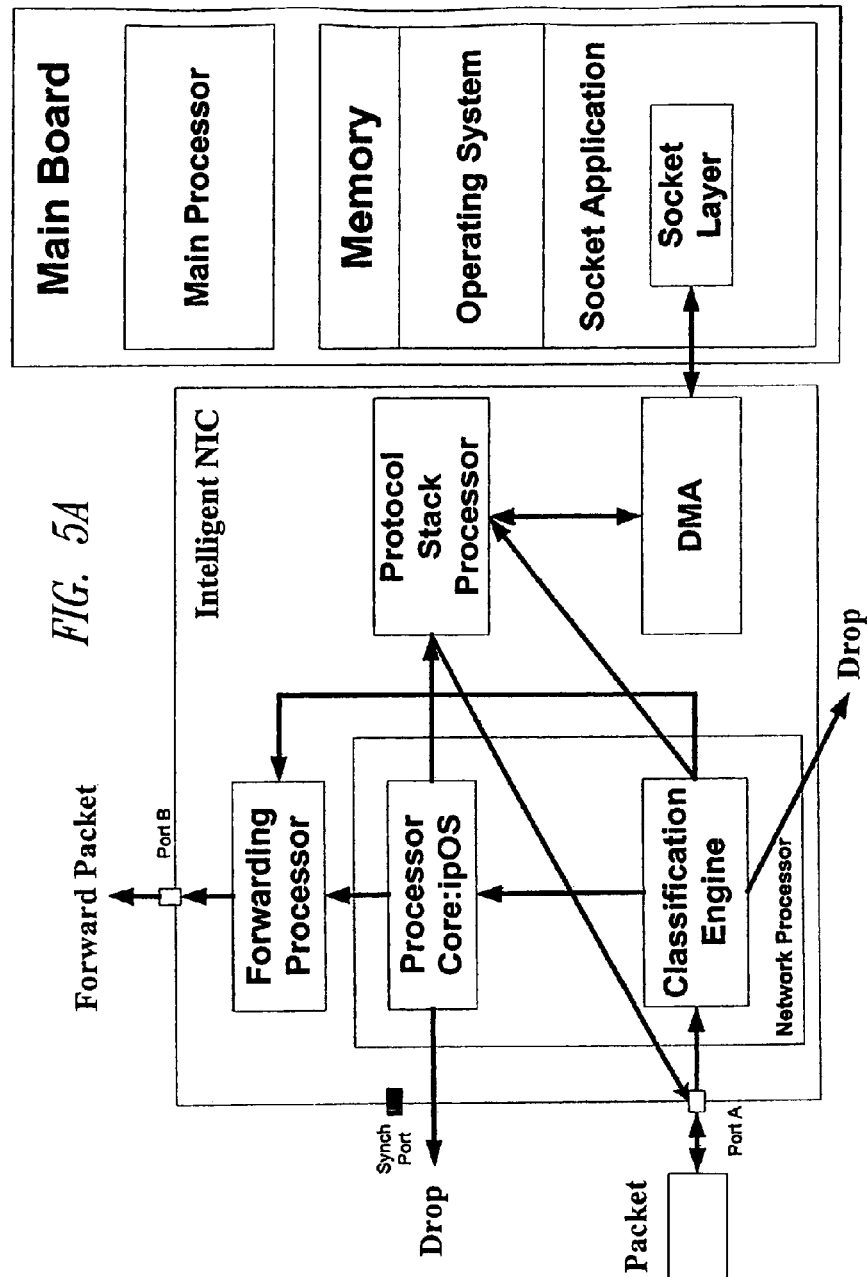 FIG. 5A
Main Board
Main Processor
Memory
Operating System
Socket Application
Socket
Layer
Intelligent NIC
Protocol
Stack
Processor
DMA
Forward Packet
Port B
Forwarding
Processor
Processor
Core:ipOS
Classification
Engine
Network Processor
Drop
Synch
Port
Drop
Port A
Packet